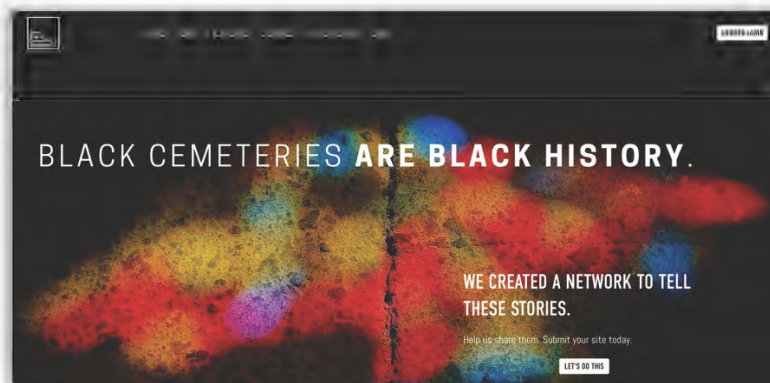 BLACK CEMETERIES ARE BLACK HISTORY.
WE CREATED A NETWORK TO TELL
THESE STORIES.
Help us share them. Submit your site today.
LET'S DO THIS